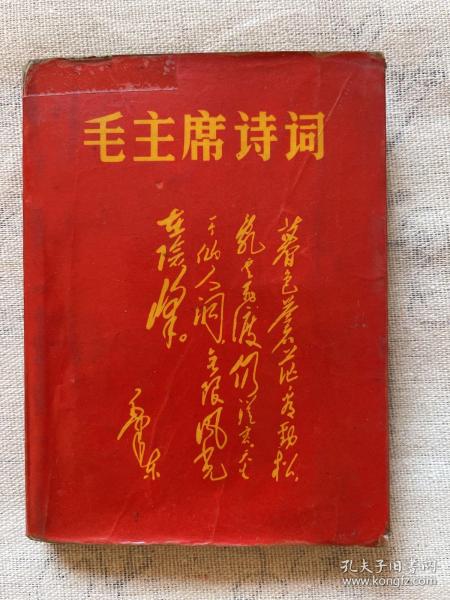 毛主席诗词
暮色苍茫看劲松
乱云飞渡仍从容天生
一个仙人洞无限风光
在险峰。
毛泽东
孔夫子旧书网
www.kongfz.com